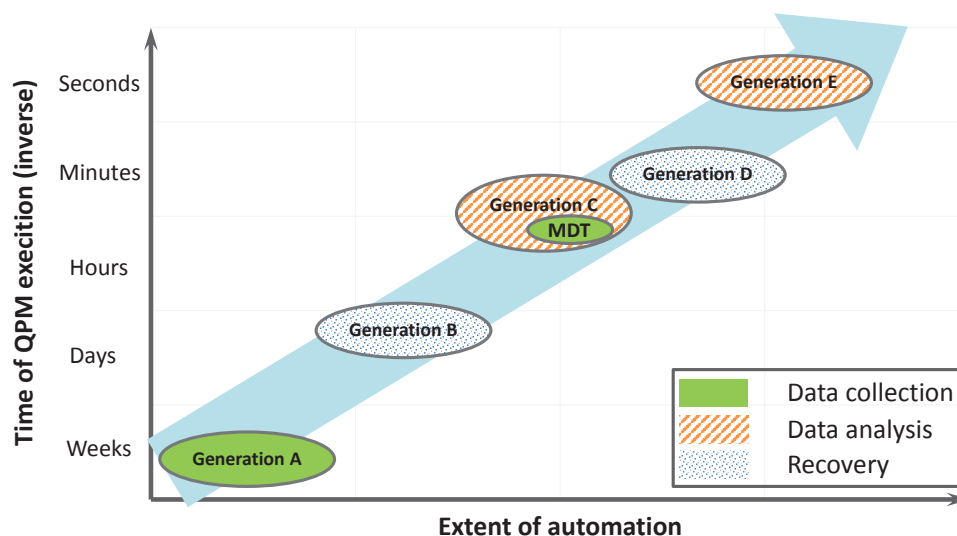 Time of QPM execition (inverse)
Seconds
Minutes
Hours
Days
Weeks
Generation E
Generation D
Generation C
MDT
Generation B
Generation A
Data collection
Data analysis
Recovery
Extent of automation